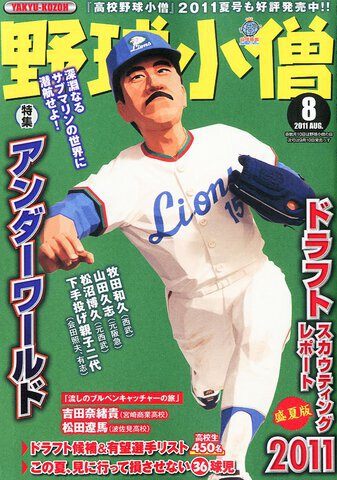 YAKYU-KOZOH
『高校野球小僧』2011夏号も好評発売中!!
野球小僧
8
2011 AUG.
Lions
深淵なる
サブマリンの世界に
潜航せよ!
特集
アンダーワールド
Lions
15
牧田和久(西武)
山田久志(元阪急)
松沼博久(元西武)
下手投げ親子二代
(会田照夫、有志)
ドラフト
スカウティング
レポート
盛夏版
2011
「流しのブルペンキャッチャーの旅」
吉田奈緒貴(宮崎商業高校)
松田遼馬(波佐見高校)
ドラフト候補&有望選手リスト 高校生450名
この夏、見に行って損させない36球児